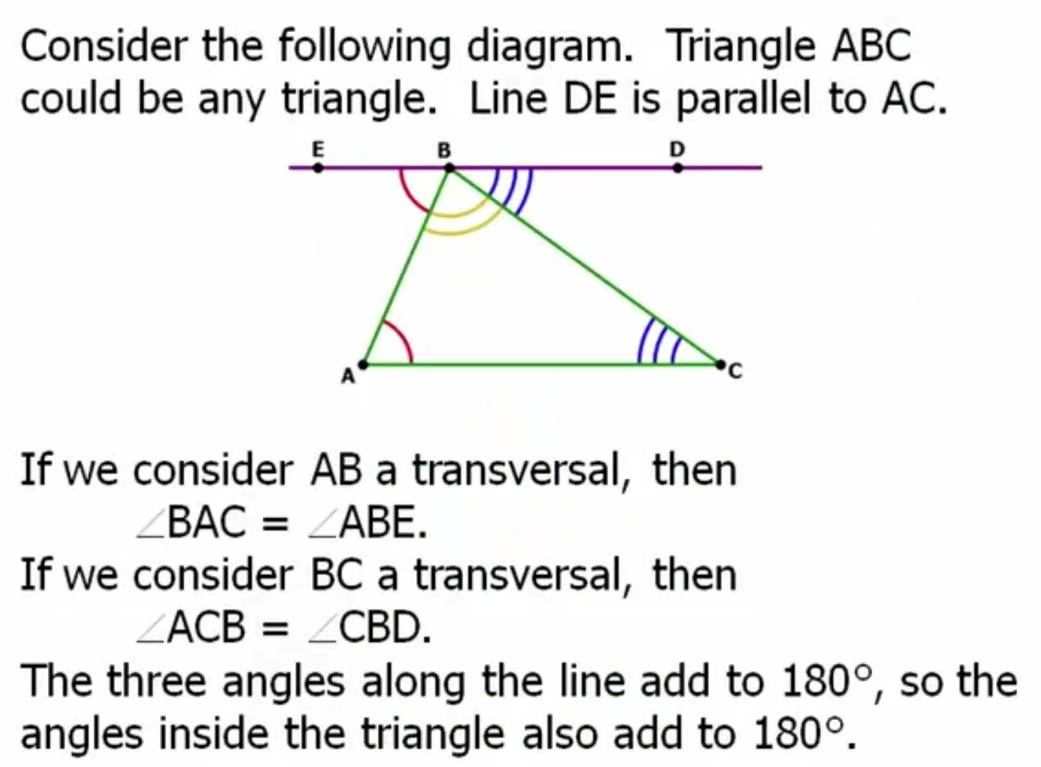 Consider the following diagram.  Triangle ABC
could be any triangle.  Line DE is parallel to AC.
E B D
A C
If we consider AB a transversal, then
∠BAC = ∠ABE.
If we consider BC a transversal, then
∠ACB = ∠CBD.
The three angles along the line add to 180°, so the
angles inside the triangle also add to 180°.